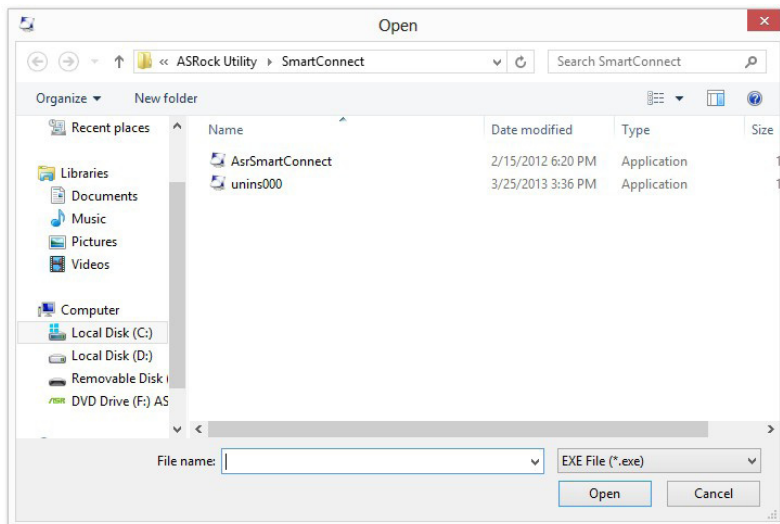 Open
« ASRock Utility › SmartConnect
Search SmartConnect
Organize
New folder
Recent places
Libraries
Documents
Music
Pictures
Videos
Computer
Local Disk (C:)
Local Disk (D:)
Removable Disk (
DVD Drive (F:) AS
Name Date modified Type Size
AsrSmartConnect 2/15/2012 6:20 PM Application 1
unins000 3/25/2013 3:36 PM Application 1
File name:
EXE File (*.exe)
Open Cancel